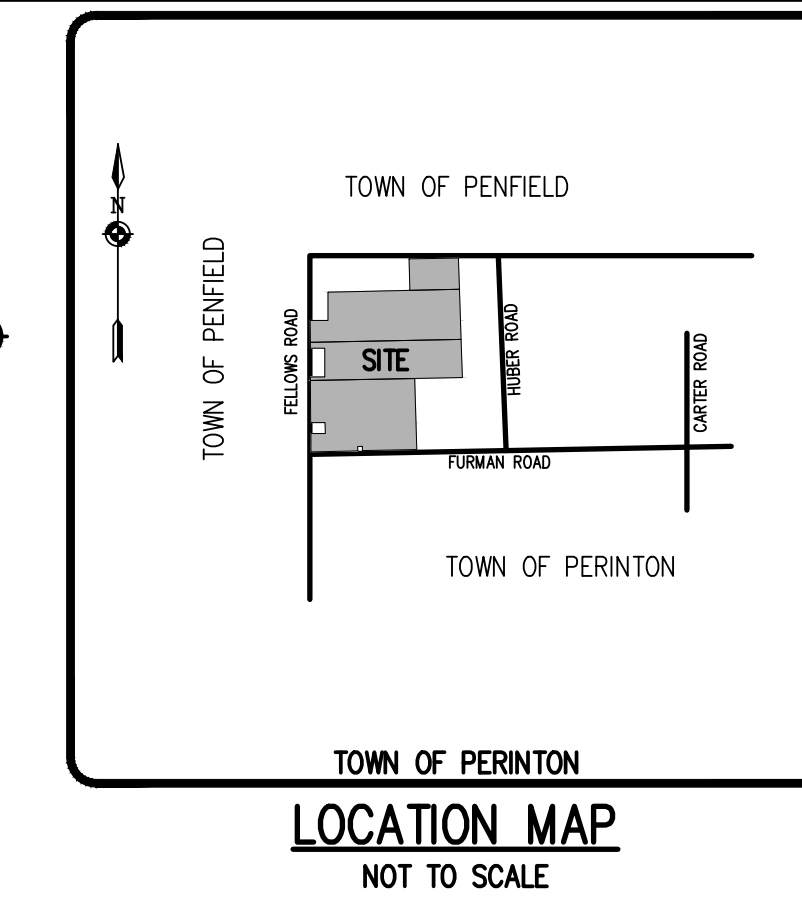 TOWN OF PENFIELD
N
TOWN OF PENFIELD
FELLOWS ROAD
SITE
HUBER ROAD
CARTER ROAD
FURMAN ROAD
TOWN OF PERINTON
TOWN OF PERINTON
LOCATION MAP
NOT TO SCALE